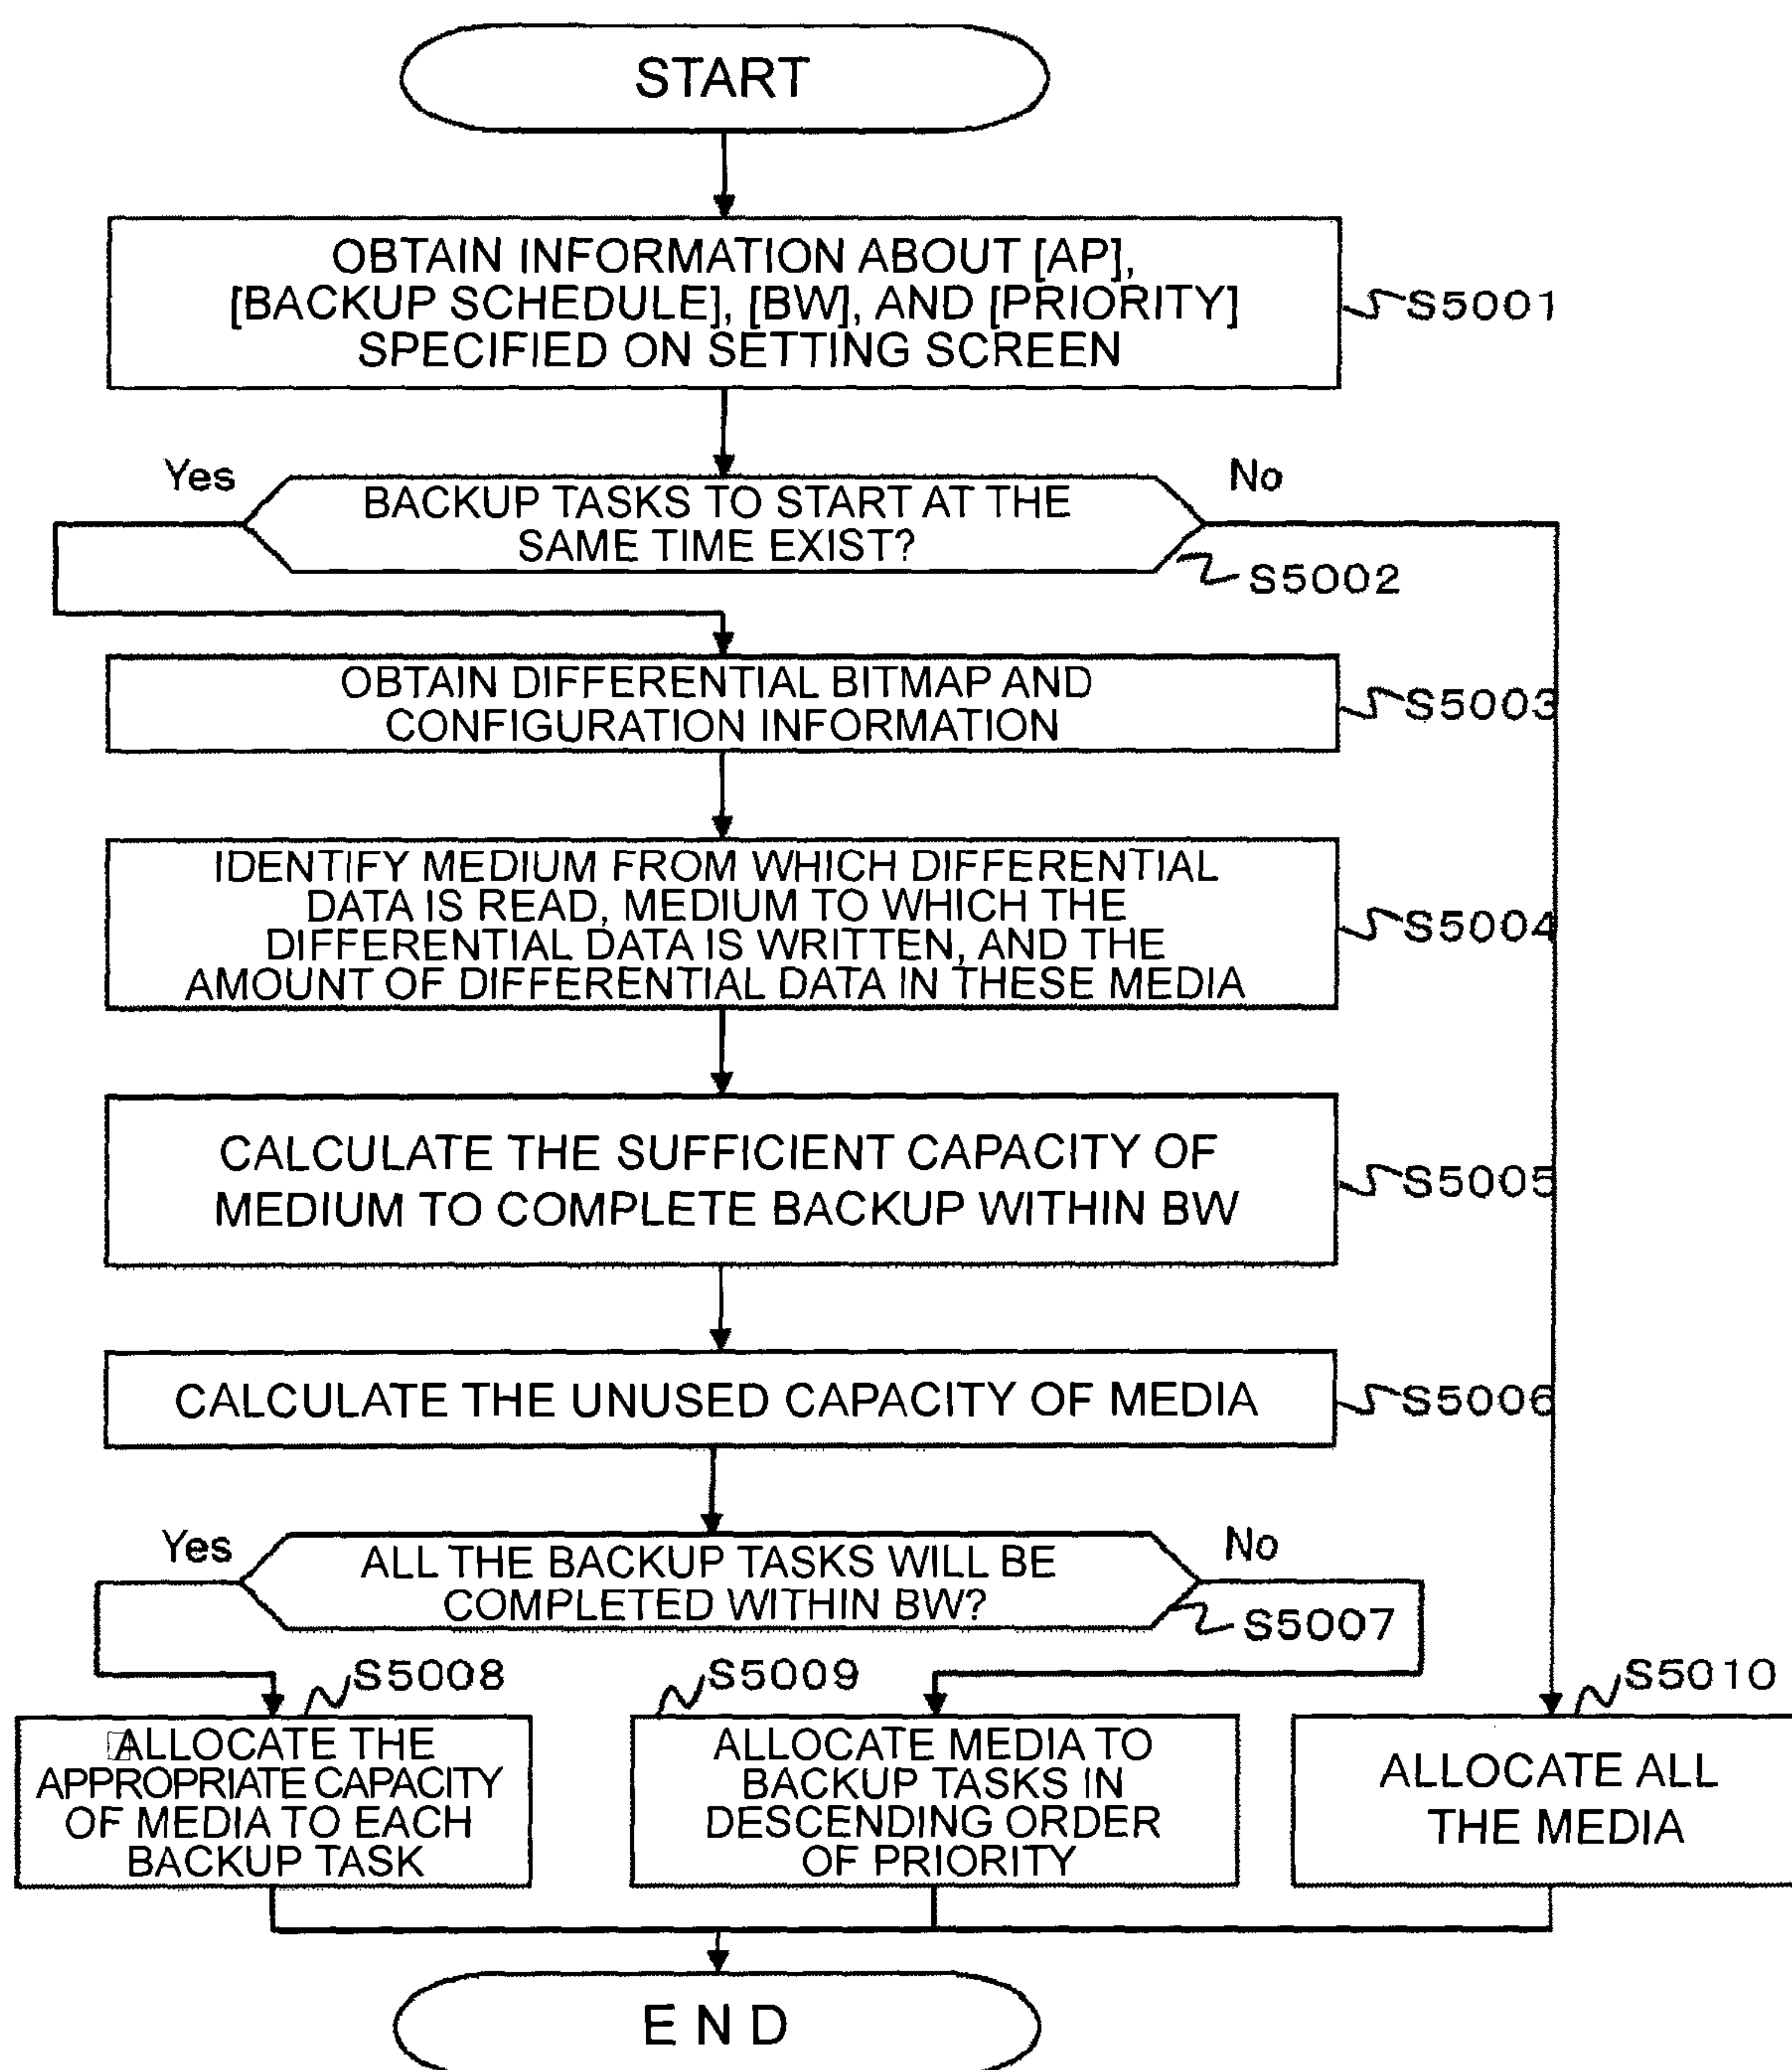 START
OBTAIN INFORMATION ABOUT [AP],
[BACKUP SCHEDULE], [BW], AND [PRIORITY]
SPECIFIED ON SETTING SCREEN
S5001
Yes
No
BACKUP TASKS TO START AT THE
SAME TIME EXIST?
S5002
OBTAIN DIFFERENTIAL BITMAP AND
CONFIGURATION INFORMATION
S5003
IDENTIFY MEDIUM FROM WHICH DIFFERENTIAL
DATA IS READ, MEDIUM TO WHICH THE
DIFFERENTIAL DATA IS WRITTEN, AND THE
AMOUNT OF DIFFERENTIAL DATA IN THESE MEDIA
S5004
CALCULATE THE SUFFICIENT CAPACITY OF
MEDIUM TO COMPLETE BACKUP WITHIN BW
S5005
CALCULATE THE UNUSED CAPACITY OF MEDIA
S5006
Yes
No
ALL THE BACKUP TASKS WILL BE
COMPLETED WITHIN BW?
S5007
S5008
ALLOCATE THE
APPROPRIATE CAPACITY
OF MEDIA TO EACH
BACKUP TASK
S5009
ALLOCATE MEDIA TO
BACKUP TASKS IN
DESCENDING ORDER
OF PRIORITY
S5010
ALLOCATE ALL
THE MEDIA
END